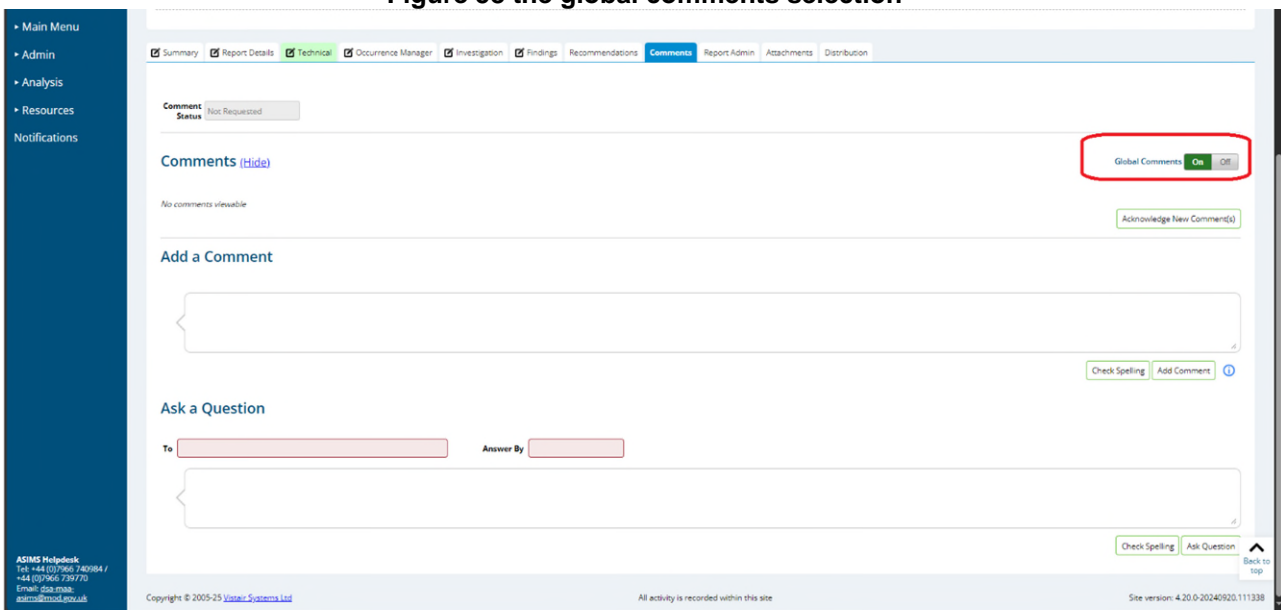 Figure 38 the global comments selection
Main Menu
Admin
Analysis
Resources
Notifications
Summary Report Details Technical Occurrence Manager Investigation Findings Recommendations Comments Report Admin Attachments Distribution
Comment Status Not Requested
Comments (Hide)
Global Comments On Off
No comments viewable
Acknowledge New Comment(s)
Add a Comment
Check Spelling Add Comment
Ask a Question
To Answer By
Check Spelling Ask Question
Back to top
ASIMS Helpdesk
Tel: +44 (0)7966 740984 /
+44 (0)7966 739770
Email: dsa-maa-
asims@mod.gov.uk
Copyright © 2005-25 Vistair Systems Ltd
All activity is recorded within this site
Site version: 4.20.0-20240920.111338